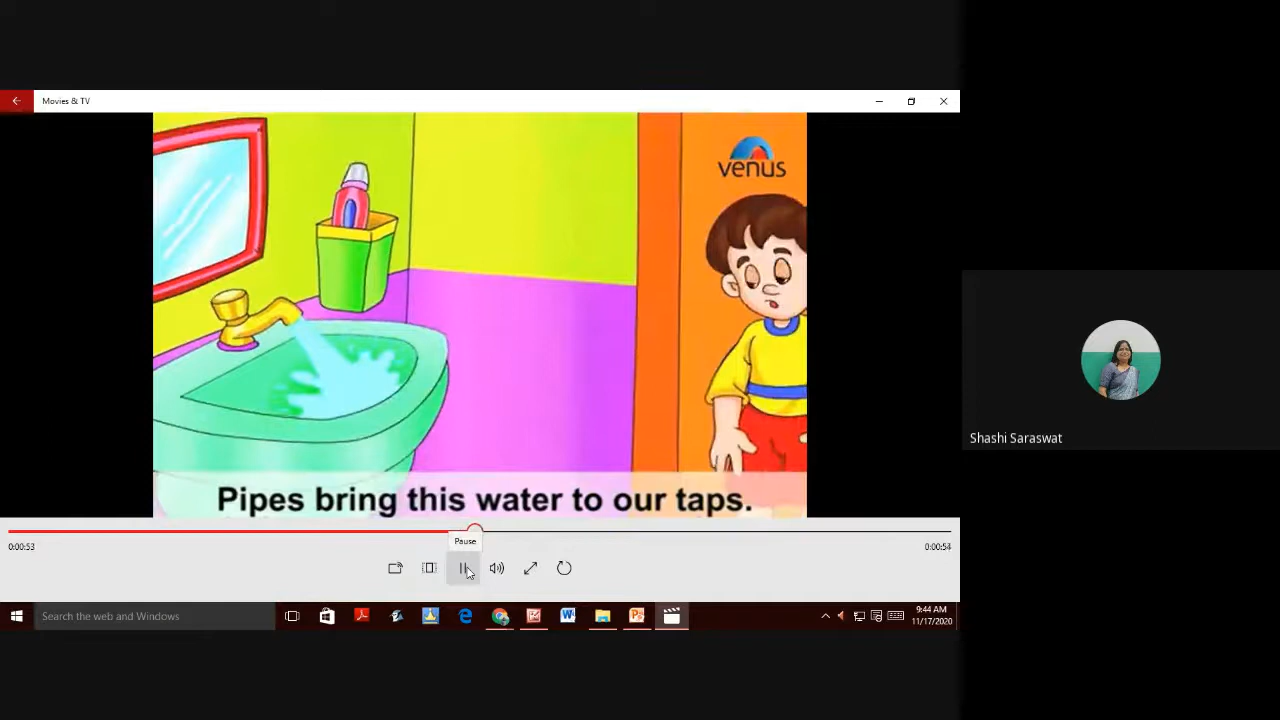 Movies & TV
venus
Pipes bring this water to our taps.
Pause
0:00:53
0:00:54
Shashi Saraswat
Search the web and Windows
9:44 AM
11/17/2020